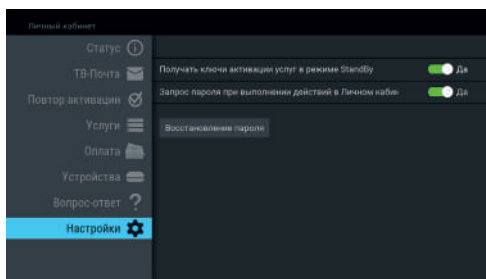 Личный кабинет
Статус
ТВ-Почта
Получать ключи активации услуг в режиме StandBy
Да
Повтор активации
Запрос пароля при выполнении действий в Личном кабин
Да
Услуги
Восстановление пароля
Оплата
Устройства
Вопрос-ответ
Настройки